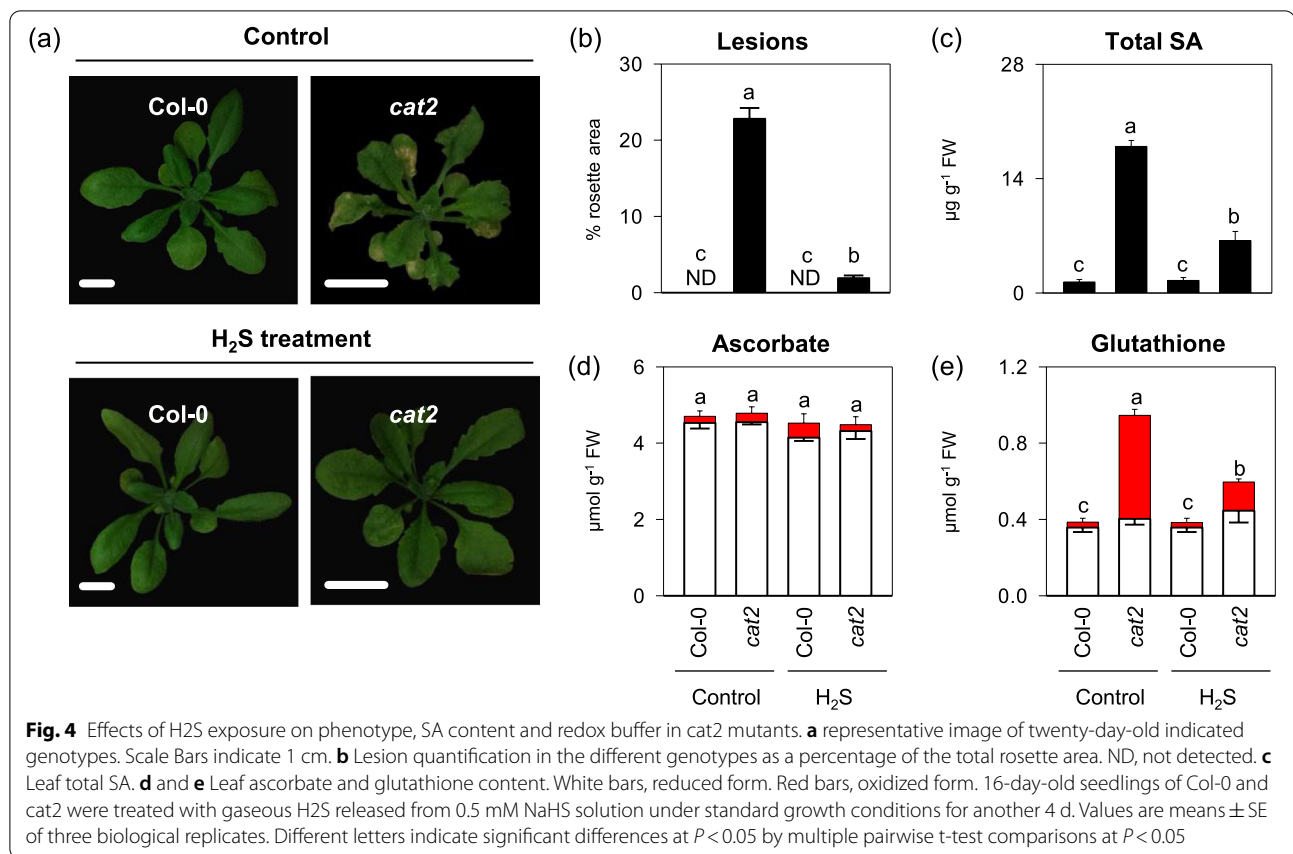 (a)
Control
Col-0
cat2
H₂S treatment
Col-0
cat2
(b)
Lesions
% rosette area
30
20
10
0
c
ND
a
c
ND
b
(c)
Total SA
µg g⁻¹ FW
28
14
0
c
a
c
b
(d)
Ascorbate
µmol g⁻¹ FW
6
4
2
0
a
a
a
a
Col-0
cat2
Col-0
cat2
Control
H₂S
(e)
Glutathione
µmol g⁻¹ FW
1.2
0.8
0.4
0.0
c
a
c
b
Col-0
cat2
Col-0
cat2
Control
H₂S
Fig. 4 Effects of H2S exposure on phenotype, SA content and redox buffer in cat2 mutants. a representative image of twenty-day-old indicated
genotypes. Scale Bars indicate 1 cm. b Lesion quantification in the different genotypes as a percentage of the total rosette area. ND, not detected. c
Leaf total SA. d and e Leaf ascorbate and glutathione content. White bars, reduced form. Red bars, oxidized form. 16-day-old seedlings of Col-0 and
cat2 were treated with gaseous H2S released from 0.5 mM NaHS solution under standard growth conditions for another 4 d. Values are means ± SE
of three biological replicates. Different letters indicate significant differences at P < 0.05 by multiple pairwise t-test comparisons at P < 0.05